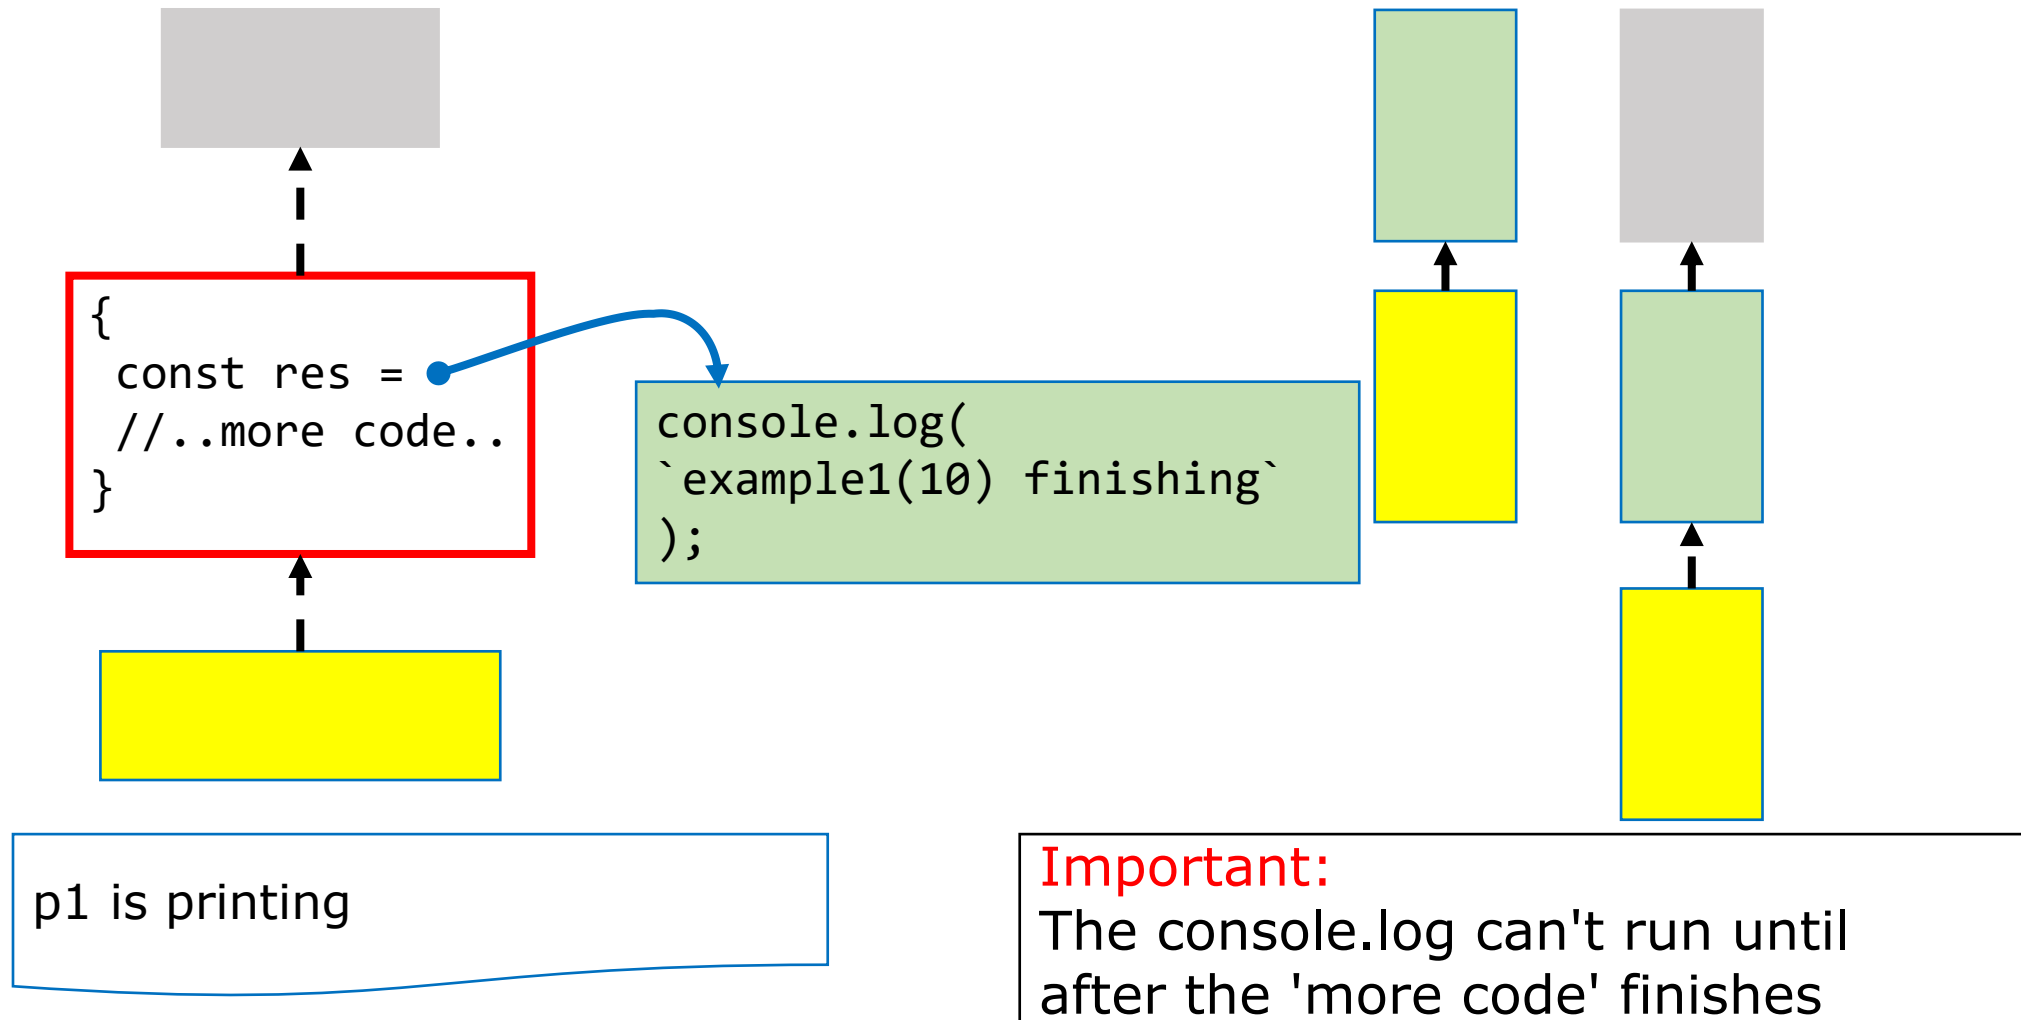 {
const res =
//..more code..
}
console.log(
`example1(10) finishing`
);
p1 is printing
Important:
The console.log can't run until
after the 'more code' finishes